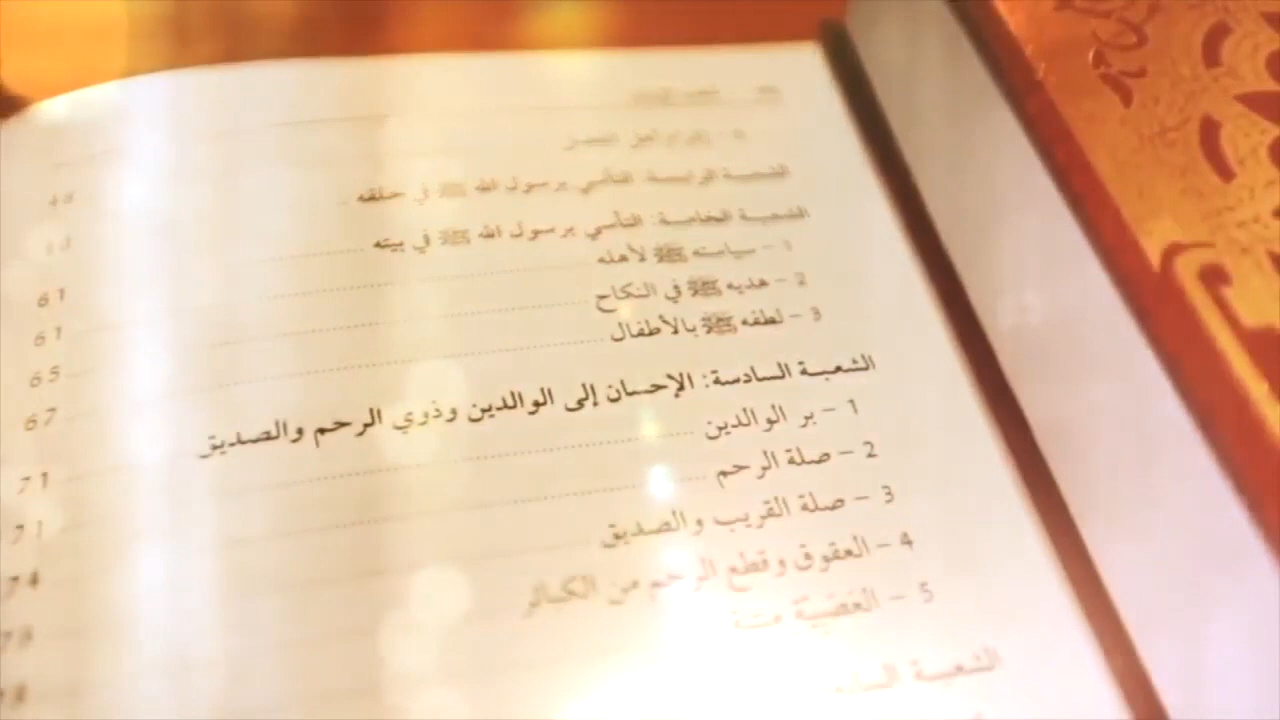 الشعبة الرابعة: التأسي برسول الله ﷺ في خلقه
الشعبة الخامسة: التأسي برسول الله ﷺ في بيته 61
1 - سياسته ﷺ لأهله 61
2 - هديه ﷺ في النكاح 65
3 - لطفه ﷺ بالأطفال 67
الشعبة السادسة: الإحسان إلى الوالدين وذوي الرحم والصديق 71
1 - بر الوالدين 71
2 - صلة الرحم 74
3 - صلة القريب والصديق
4 - العقوق وقطع الرحم من الكبائر
5 -
الشعبة